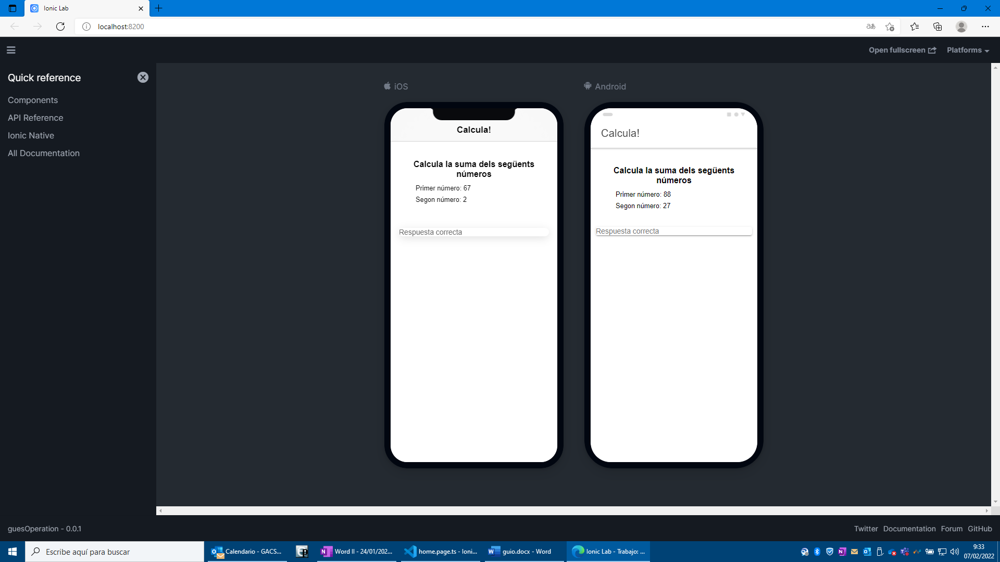 Ionic Lab
localhost:8200
Open fullscreen
Platforms
Quick reference
Components
API Reference
Ionic Native
All Documentation
iOS
Calcula!
Calcula la suma dels següents
números
Primer número: 67
Segon número: 2
Respuesta correcta
Android
Calcula!
Calcula la suma dels següents
números
Primer número: 88
Segon número: 27
Respuesta correcta
guesOperation - 0.0.1
Twitter Documentation Forum GitHub
Escribe aquí para buscar
Calendario - GACS...
Word II - 24/01/202...
home.page.ts - Ioni...
guio.docx - Word
Ionic Lab - Trabajo: ...
9:33
07/02/2022